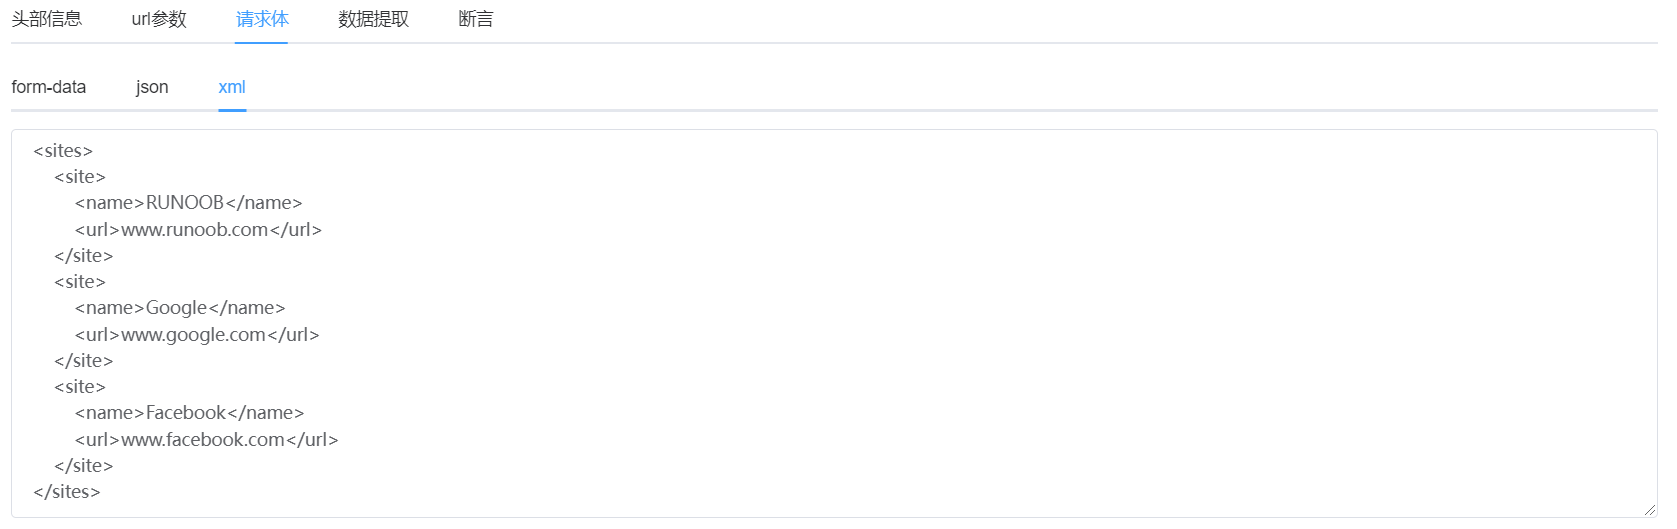 头部信息 url参数 请求体 数据提取 断言
form-data json xml
<sites>
<site>
<name>RUNOOB</name>
<url>www.runoob.com</url>
</site>
<site>
<name>Google</name>
<url>www.google.com</url>
</site>
<site>
<name>Facebook</name>
<url>www.facebook.com</url>
</site>
</sites>